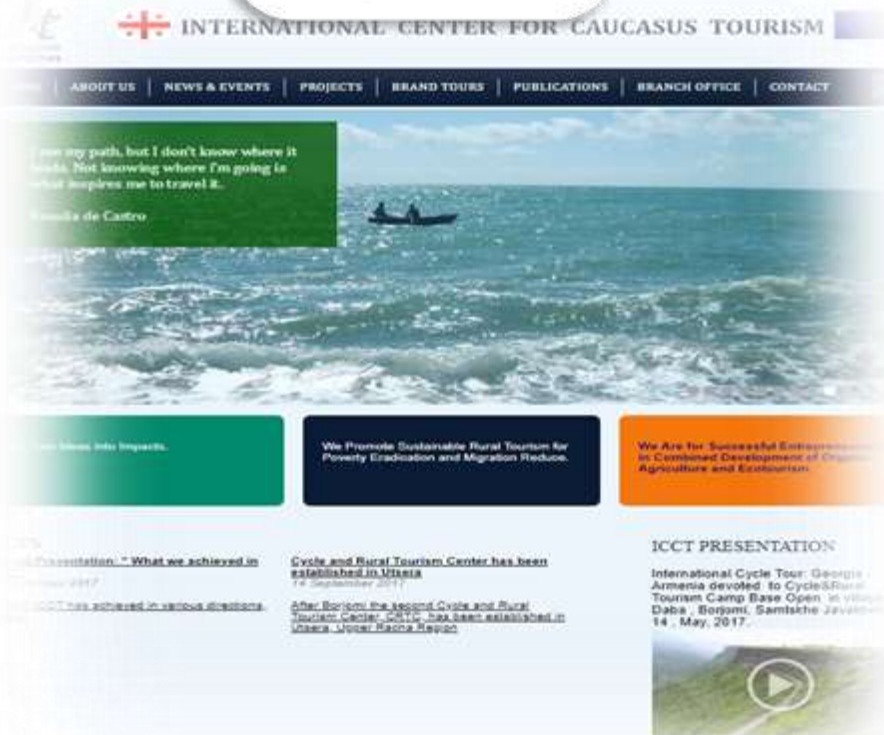 INTERNATIONAL CENTER FOR CAUCASUS TOURISM
ABOUT US
NEWS & EVENTS
PROJECTS
BRAND TOURS
PUBLICATIONS
BRANCH OFFICE
CONTACT
my path, but I don't know where it
Not knowing where I'm going is
what inspires me to travel it.
de Castro
Ideas into Impacts.
We Promote Sustainable Rural Tourism for
Poverty Eradication and Migration Reduce.
We Are for Successful
in Combined Development of
Agriculture and Ecotourism
Presentation: " What we achieved in
2017
ICCT has achieved in various directions.
Cycle and Rural Tourism Center has been
established in Utsera
14 September 2017
After Borjomi the second Cycle and Rural
Tourism Center, CRTC, has been established in
Utsera, Upper Racha Region
ICCT PRESENTATION
International Cycle Tour: Georgia -
Armenia devoted to Cycle&Rural
Tourism Camp Base Open in
Daba , Borjomi, Samtskhe
14 , May, 2017.